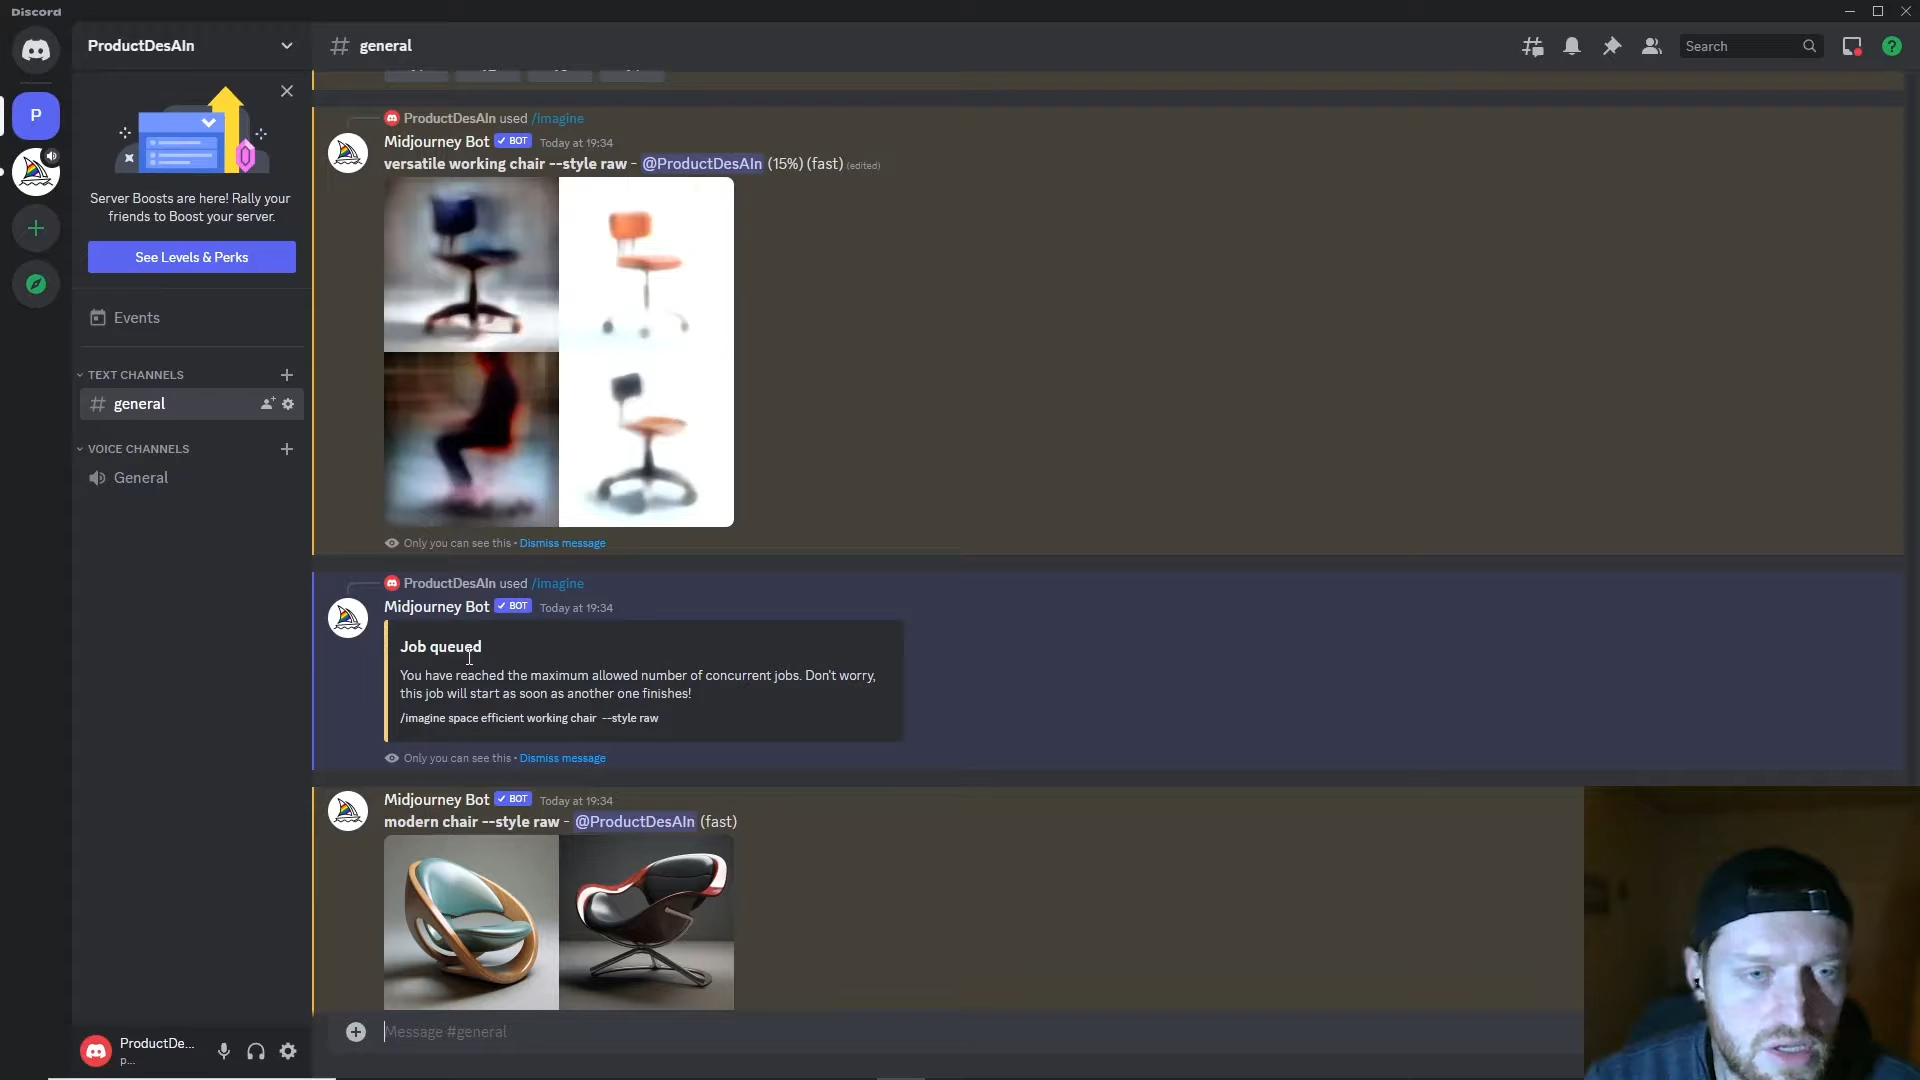 Discord
ProductDesAIn
general
Search
?
P
Server Boosts are here! Rally your
friends to Boost your server.
See Levels & Perks
Events
TEXT CHANNELS
general
VOICE CHANNELS
General
ProductDesAIn used /imagine
Midjourney Bot ✓ BOT Today at 19:34
versatile working chair --style raw - @ProductDesAIn (15%) (fast) (edited)
Only you can see this • Dismiss message
ProductDesAIn used /imagine
Midjourney Bot ✓ BOT Today at 19:34
Job queued
You have reached the maximum allowed number of concurrent jobs. Don't worry,
this job will start as soon as another one finishes!
/imagine space efficient working chair --style raw
Only you can see this • Dismiss message
Midjourney Bot ✓ BOT Today at 19:34
modern chair --style raw - @ProductDesAIn (fast)
Message #general
ProductDe...
p...